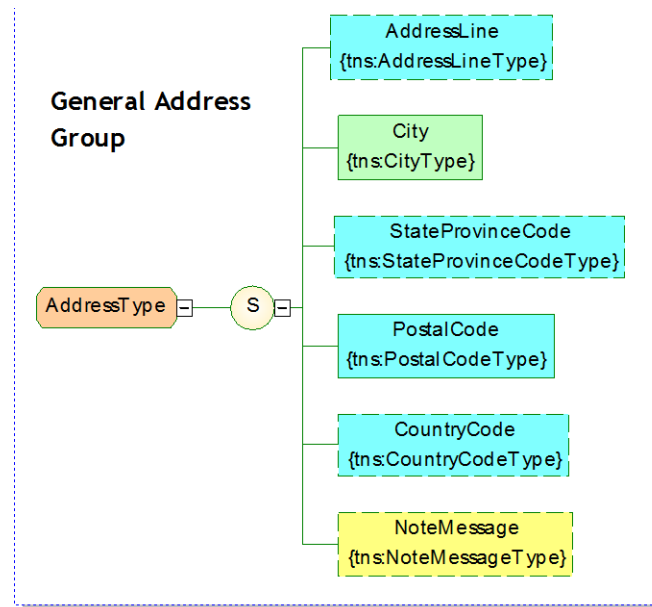 General Address
Group
AddressType
S
AddressLine
{tns:AddressLineType}
City
{tns:CityType}
StateProvinceCode
{tns:StateProvinceCodeType}
PostalCode
{tns:PostalCodeType}
CountryCode
{tns:CountryCodeType}
NoteMessage
{tns:NoteMessageType}